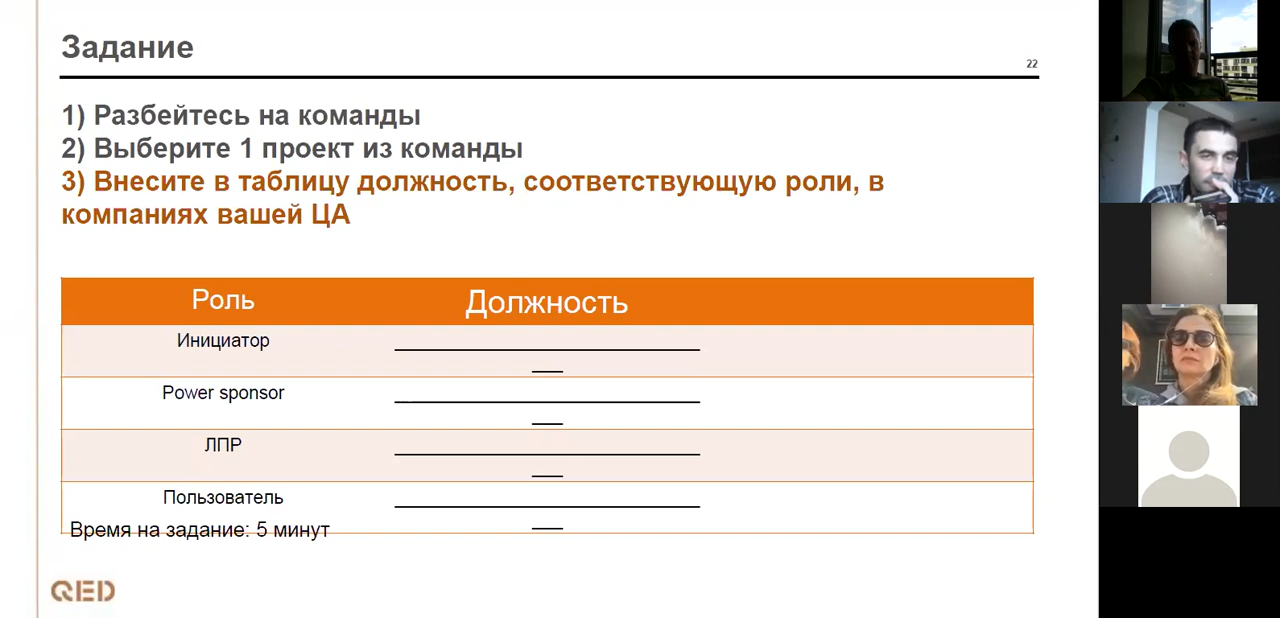 Задание
22
1) Разбейтесь на команды
2) Выберите 1 проект из команды
3) Внесите в таблицу должность, соответствующую роли, в
компаниях вашей ЦА
Роль Должность
Инициатор
Power sponsor
ЛПР
Пользователь
Время на задание: 5 минут
QED